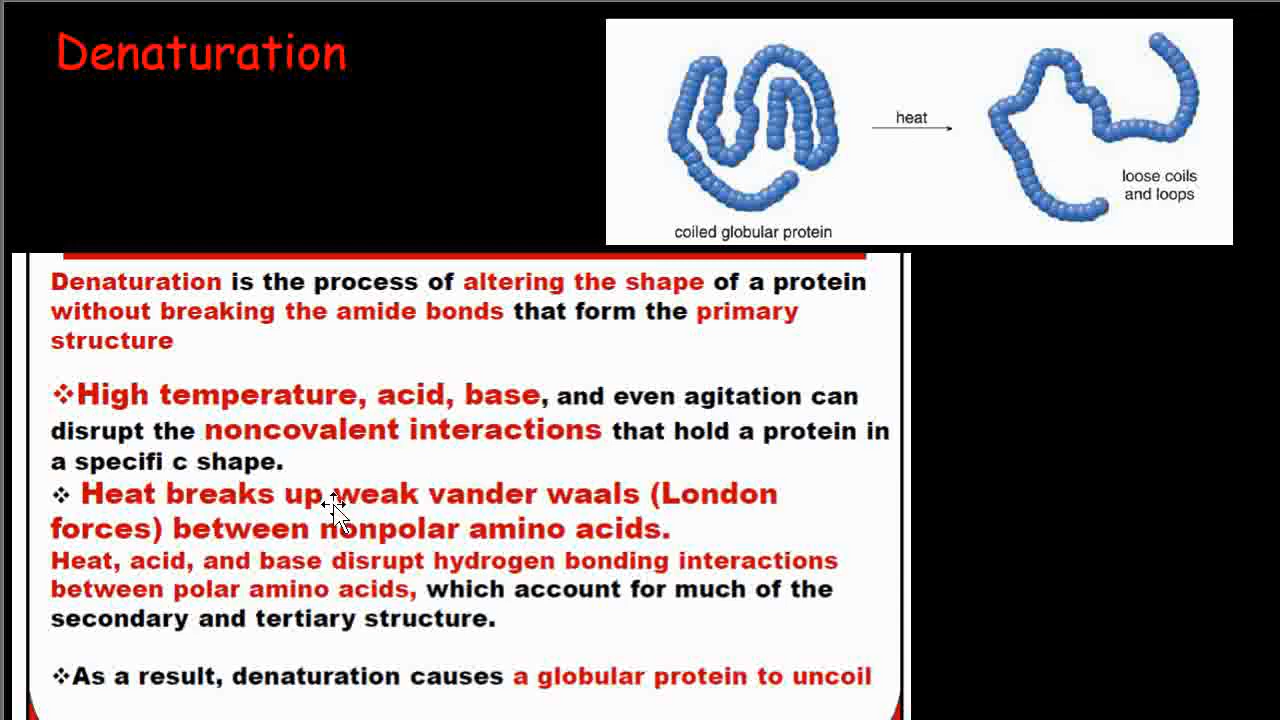 Denaturation
heat
loose coils
and loops
coiled globular protein
Denaturation is the process of altering the shape of a protein
without breaking the amide bonds that form the primary
structure
❖High temperature, acid, base, and even agitation can
disrupt the noncovalent interactions that hold a protein in
a specifi c shape.
❖ Heat breaks up weak vander waals (London
forces) between nonpolar amino acids.
Heat, acid, and base disrupt hydrogen bonding interactions
between polar amino acids, which account for much of the
secondary and tertiary structure.
❖As a result, denaturation causes a globular protein to uncoil